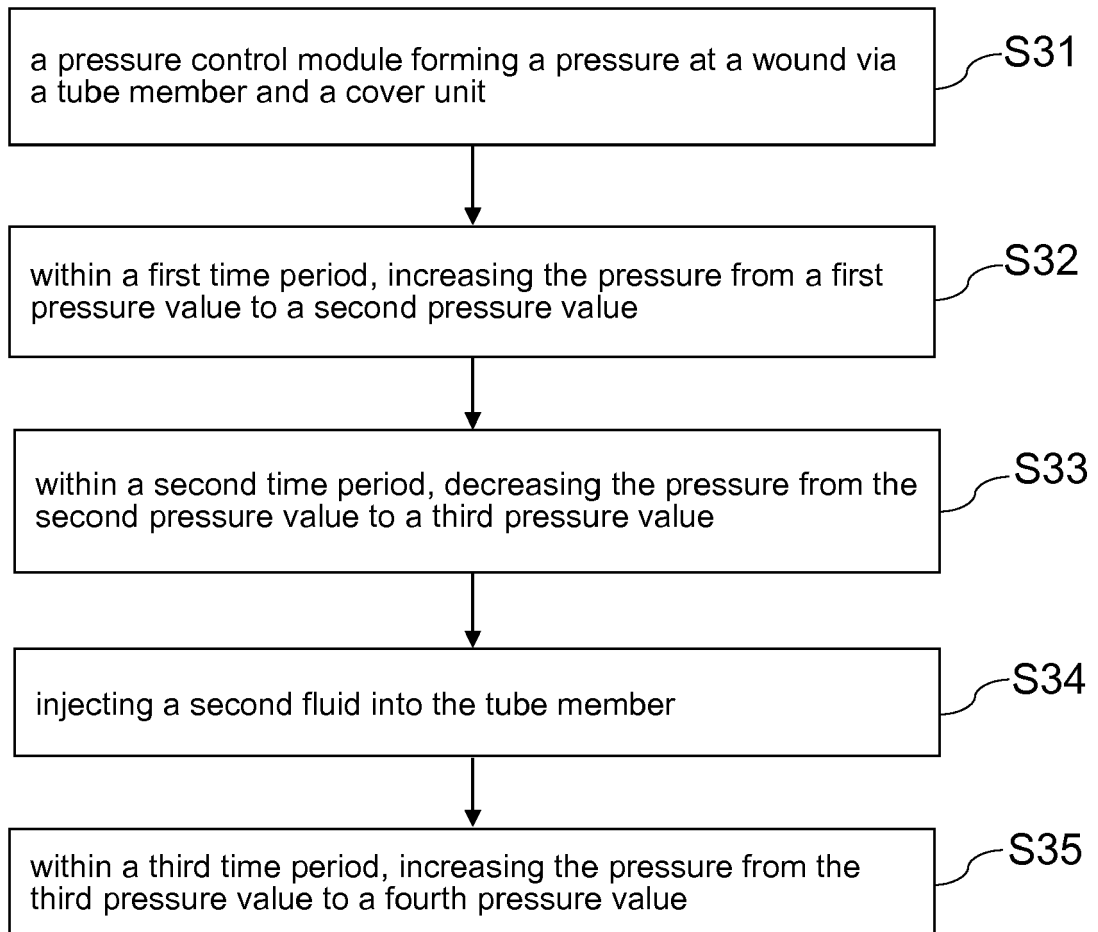 a pressure control module forming a pressure at a wound via
a tube member and a cover unit
S31
within a first time period, increasing the pressure from a first
pressure value to a second pressure value
S32
within a second time period, decreasing the pressure from the
second pressure value to a third pressure value
S33
injecting a second fluid into the tube member
S34
within a third time period, increasing the pressure from the
third pressure value to a fourth pressure value
S35